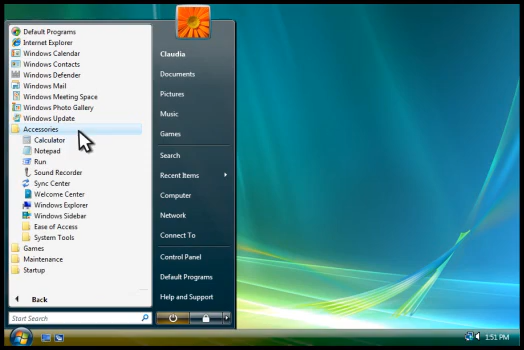 Default Programs
Internet Explorer
Windows Calendar
Windows Contacts
Windows Defender
Windows Mail
Windows Meeting Space
Windows Photo Gallery
Windows Update
Accessories
Calculator
Notepad
Run
Sound Recorder
Sync Center
Welcome Center
Windows Explorer
Windows Sidebar
Ease of Access
System Tools
Games
Maintenance
Startup
Back
Start Search
Claudia
Documents
Pictures
Music
Games
Search
Recent Items
Computer
Network
Connect To
Control Panel
Default Programs
Help and Support
1:51 PM